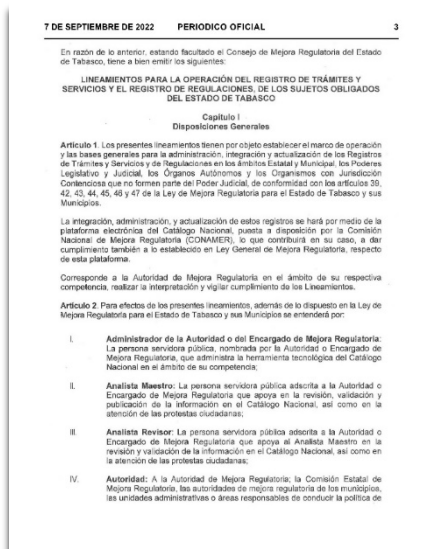 7 DE SEPTIEMBRE DE 2022 PERIODICO OFICIAL 3
En razón de lo anterior, estando facultado el Consejo de Mejora Regulatoria del Estado
de Tabasco, tiene a bien emitir los siguientes:
LINEAMIENTOS PARA LA OPERACIÓN DEL REGISTRO DE TRÁMITES Y
SERVICIOS Y EL REGISTRO DE REGULACIONES, DE LOS SUJETOS OBLIGADOS
DEL ESTADO DE TABASCO
Capítulo I
Disposiciones Generales
Artículo 1. Los presentes lineamientos tienen por objeto establecer el marco de operación
y las bases generales para la administración, integración y actualización de los Registros
de Trámites y Servicios y de Regulaciones en los ámbitos Estatal y Municipal, los Poderes
Legislativo y Judicial, los Órganos Autónomos y los Organismos con Jurisdicción
Contenciosa que no formen parte del Poder Judicial, de conformidad con los artículos 39,
42, 43, 44, 45, 46 y 47 de la Ley de Mejora Regulatoria para el Estado de Tabasco y sus
Municipios.
La integración, administración, y actualización de estos registros se hará por medio de la
plataforma electrónica del Catálogo Nacional, puesta a disposición por la Comisión
Nacional de Mejora Regulatoria (CONAMER), lo que contribuirá en su caso, a dar
cumplimiento también a lo establecido en Ley General de Mejora Regulatoria, respecto
de esta plataforma.
Corresponde a la Autoridad de Mejora Regulatoria en el ámbito de su respectiva
competencia, realizar la interpretación y vigilar cumplimiento de los Lineamientos.
Artículo 2. Para efectos de los presentes lineamientos, además de lo dispuesto en la Ley de
Mejora Regulatoria para el Estado de Tabasco y sus Municipios se entenderá por:
I. Administrador de la Autoridad o del Encargado de Mejora Regulatoria:
La persona servidora pública, nombrada por la Autoridad o Encargado de
Mejora Regulatoria, que administra la herramienta tecnológica del Catálogo
Nacional en el ámbito de su competencia;
II. Analista Maestro: La persona servidora pública adscrita a la Autoridad o
Encargado de Mejora Regulatoria que apoya en la revisión, validación y
publicación de la información en el Catálogo Nacional, así como en la
atención de las protestas ciudadanas;
III. Analista Revisor: La persona servidora pública adscrita a la Autoridad o
Encargado de Mejora Regulatoria que apoya al Analista Maestro en la
revisión y validación de la información en el Catálogo Nacional, así como en
la atención de las protestas ciudadanas;
IV. Autoridad: A la Autoridad de Mejora Regulatoria; la Comisión Estatal de
Mejora Regulatoria, las autoridades de mejora regulatoria de los municipios,
las unidades administrativas o áreas responsables de conducir la política de